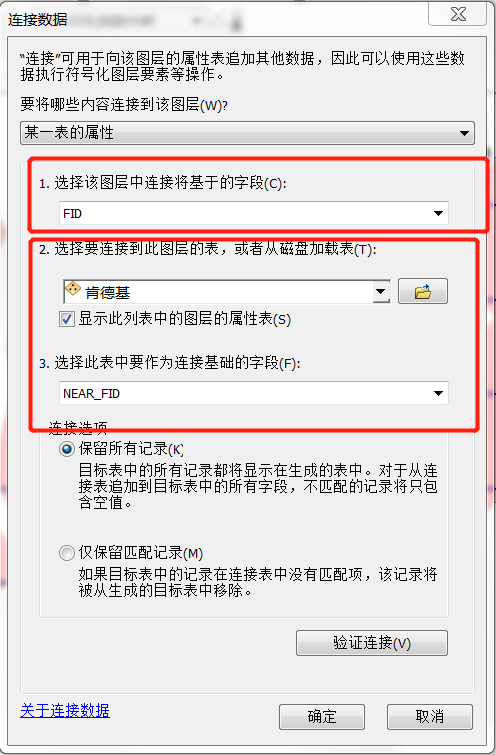 连接数据
“连接”可用于向该图层的属性表追加其他数据，因此可以使用这些数
据执行符号化图层要素等操作。
要将哪些内容连接到该图层(W)?
某一表的属性
1. 选择该图层中连接将基于的字段(C):
FID
2. 选择要连接到此图层的表，或者从磁盘加载表(T):
肯德基
显示此列表中的图层的属性表(S)
3. 选择此表中要作为连接基础的字段(F):
NEAR_FID
连接选项
保留所有记录(K)
目标表中的所有记录都将显示在生成的表中。对于从连
接表追加到目标表中的所有字段，不匹配的记录将只包
含空值。
仅保留匹配记录(M)
如果目标表中的记录在连接表中没有匹配项，该记录将
被从生成的目标表中移除。
验证连接(V)
关于连接数据
确定
取消